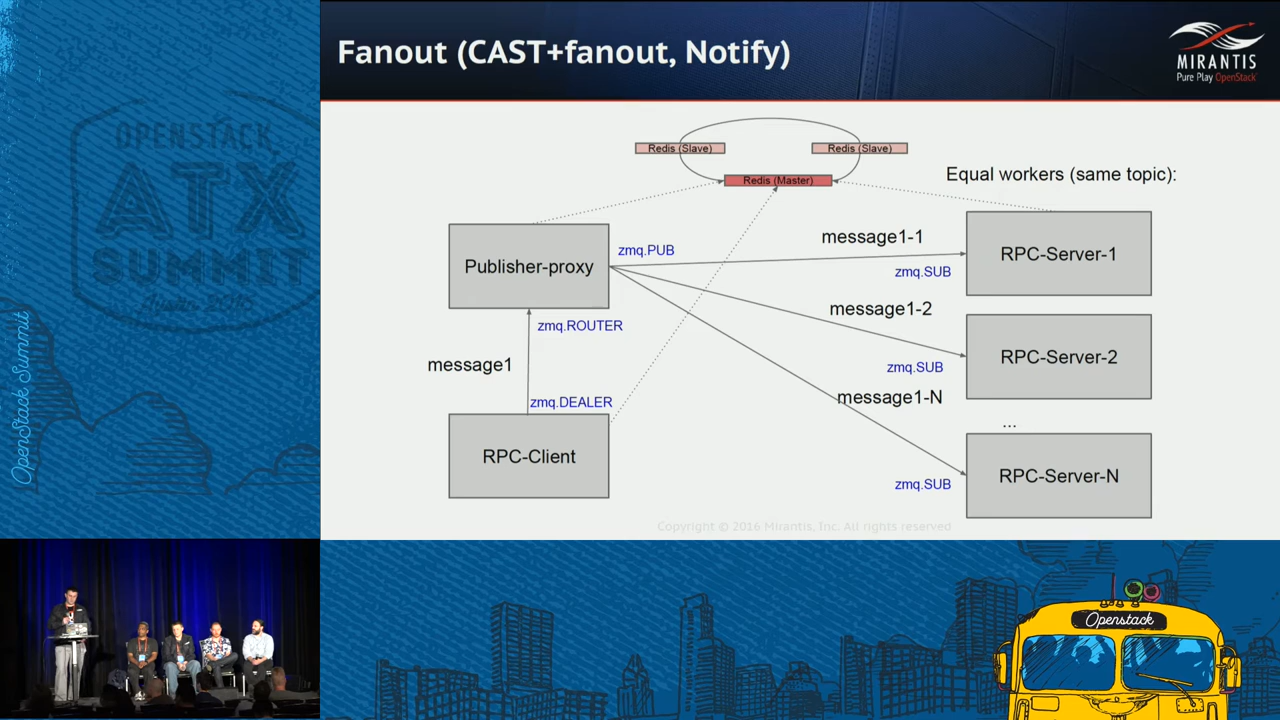 Fanout (CAST+fanout, Notify)
MIRANTIS
Pure Play OpenStack
OPENSTACK
ATX
SUMMIT
Austin 2016
OpenStack Summit
Redis (Slave)
Redis (Slave)
Redis (Master)
Equal workers (same topic):
Publisher-proxy
zmq.PUB
message1-1
zmq.SUB
RPC-Server-1
zmq.ROUTER
message1-2
zmq.SUB
RPC-Server-2
message1
zmq.DEALER
message1-N
...
RPC-Client
zmq.SUB
RPC-Server-N
Copyright © 2016 Mirantis, Inc. All rights reserved
Openstack